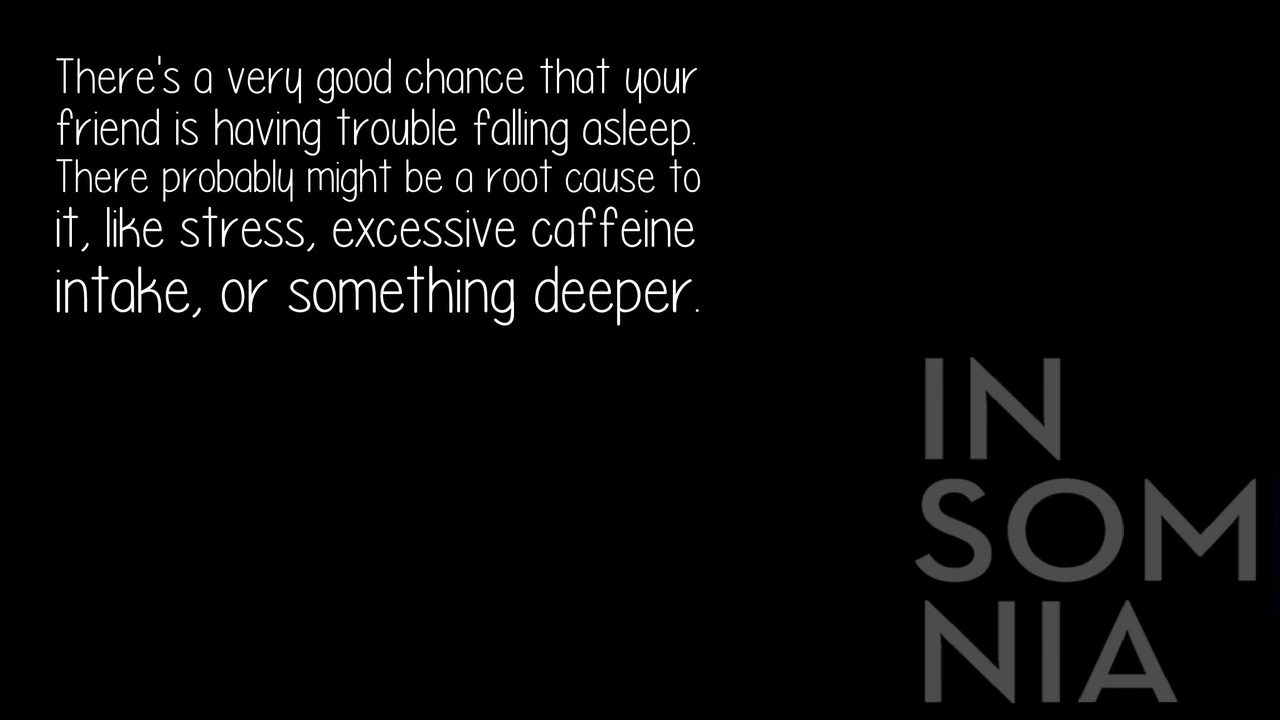 There's a very good chance that your
friend is having trouble falling asleep.
There probably might be a root cause to
it, like stress, excessive caffeine
intake, or something deeper.
IN
SOM
NIA